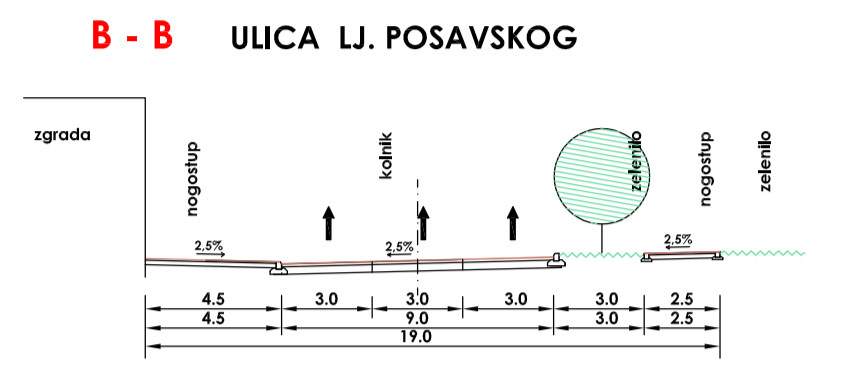 B - B ULICA LJ. POSAVSKOG
zgrada
nogostup
kolnik
zelenilo
nogostup
zelenilo
2,5%
2,5%
2,5%
4.5 3.0 3.0 3.0 3.0 2.5
4.5 9.0 3.0 2.5
19.0